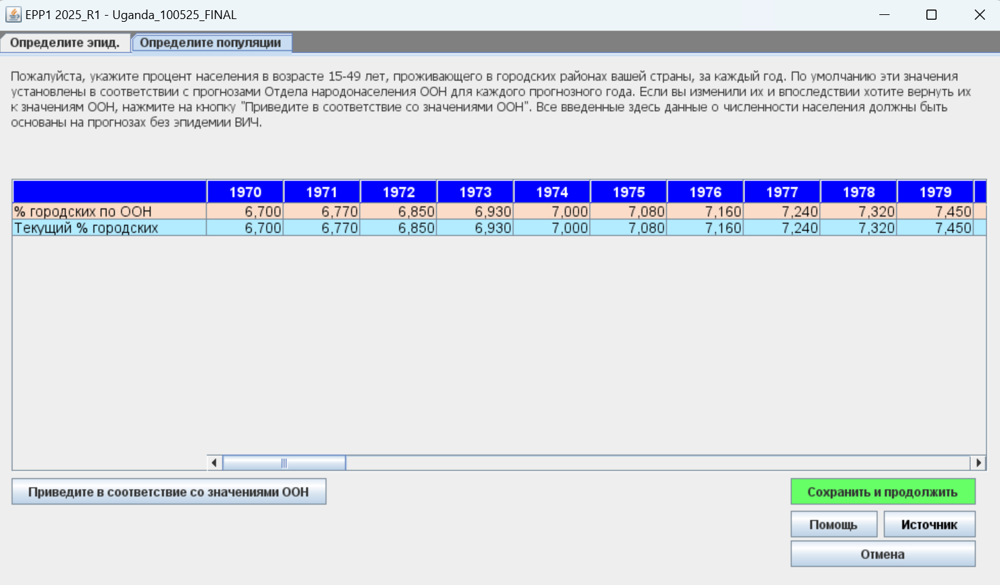 EPP1 2025_R1 - Uganda_100525_FINAL
Определите эпид. Определите популяции
Пожалуйста, укажите процент населения в возрасте 15-49 лет, проживающего в городских районах вашей страны, за каждый год. По умолчанию эти значения
установлены в соответствии с прогнозами Отдела народонаселения ООН для каждого прогнозного года. Если вы изменили их и впоследствии хотите вернуть их
к значениям ООН, нажмите на кнопку "Приведите в соответствие со значениями ООН". Все введенные здесь данные о численности населения должны быть
основаны на прогнозах без эпидемии ВИЧ.
1970 1971 1972 1973 1974 1975 1976 1977 1978 1979
% городских по ООН 6,700 6,770 6,850 6,930 7,000 7,080 7,160 7,240 7,320 7,450
Текущий % городских 6,700 6,770 6,850 6,930 7,000 7,080 7,160 7,240 7,320 7,450
Приведите в соответствие со значениями ООН Сохранить и продолжить
Помощь Источник
Отмена